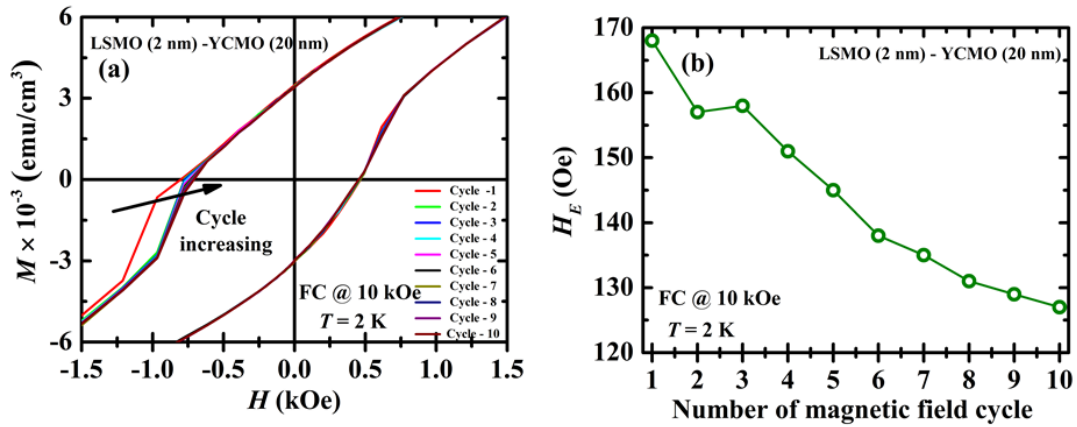 LSMO (2 nm) -YCMO (20 nm)
(a)
6
3
0
-3
-6
M × 10⁻³ (emu/cm³)
Cycle
increasing
Cycle -1
Cycle - 2
Cycle - 3
Cycle - 4
Cycle - 5
Cycle - 6
Cycle - 7
Cycle - 8
Cycle - 9
Cycle - 10
FC @ 10 kOe
T = 2 K
-1.5 -1.0 -0.5 0.0 0.5 1.0 1.5
H (kOe)
LSMO (2 nm) - YCMO (20 nm)
(b)
170
160
150
140
130
120
H_E (Oe)
FC @ 10 kOe
T = 2 K
1 2 3 4 5 6 7 8 9 10
Number of magnetic field cycle